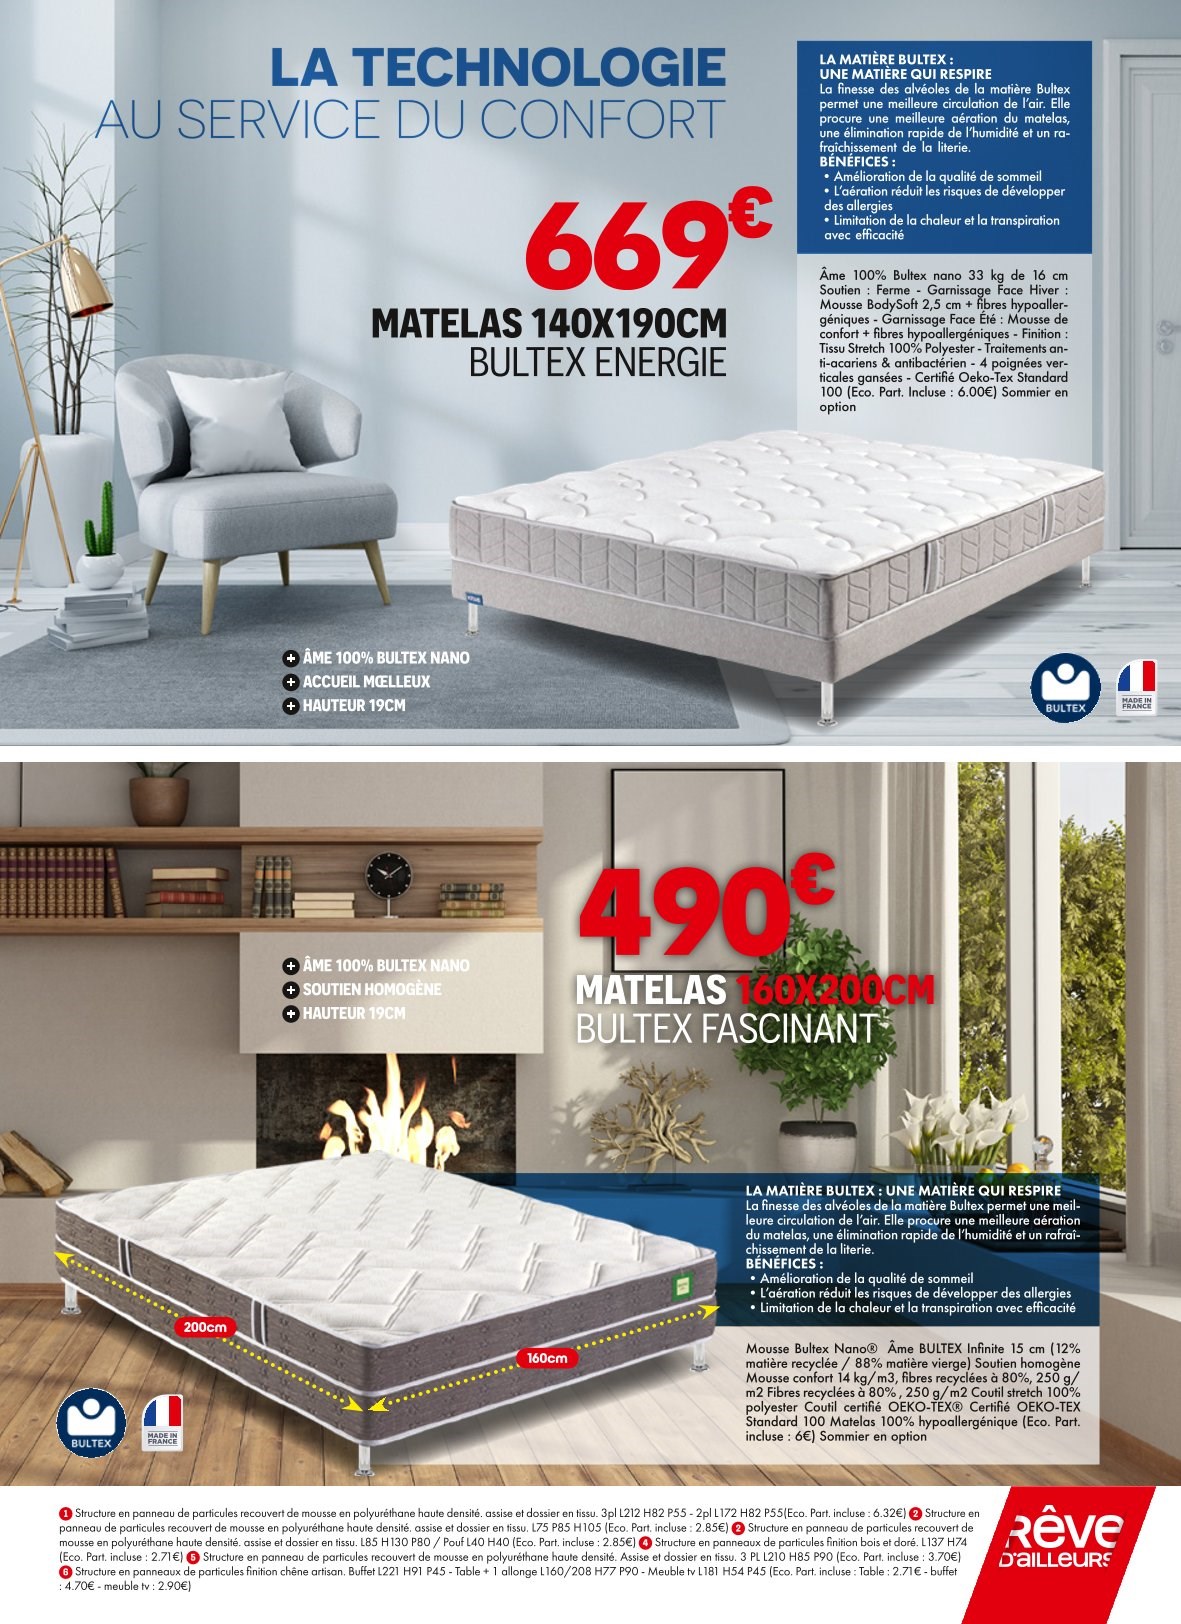 LA TECHNOLOGIE
AU SERVICE DU CONFORT
669€
MATELAS 140X190CM
BULTEX ENERGIE
LA MATIÈRE BULTEX :
UNE MATIÈRE QUI RESPIRE
La finesse des alvéoles de la matière Bultex
permet une meilleure circulation de l'air. Elle
procure une meilleure aération du matelas,
une élimination rapide de l'humidité et un ra-
fraîchissement de la literie.
BÉNÉFICES :
• Amélioration de la qualité de sommeil
• L'aération réduit les risques de développer
des allergies
• Limitation de la chaleur et la transpiration
avec efficacité
Âme 100% Bultex nano 33 kg de 16 cm
Soutien : Ferme - Garnissage Face Hiver :
Mousse BodySoft 2,5 cm + fibres hypoaller-
géniques - Garnissage Face Été : Mousse de
confort + fibres hypoallergéniques - Finition :
Tissu Stretch 100% Polyester - Traitements an-
ti-acariens & antibactérien - 4 poignées ver-
ticales gansées - Certifié Oeko-Tex Standard
100 (Eco. Part. Incluse : 6.00€) Sommier en
option
+ ÂME 100% BULTEX NANO
+ ACCUEIL MŒLLEUX
+ HAUTEUR 19CM
BULTEX
MADE IN
FRANCE
490€
MATELAS 160X200CM
BULTEX FASCINANT
+ ÂME 100% BULTEX NANO
+ SOUTIEN HOMOGÈNE
+ HAUTEUR 19CM
LA MATIÈRE BULTEX : UNE MATIÈRE QUI RESPIRE
La finesse des alvéoles de la matière Bultex permet une meil-
leure circulation de l'air. Elle procure une meilleure aération
du matelas, une élimination rapide de l'humidité et un rafraî-
chissement de la literie.
BÉNÉFICES :
• Amélioration de la qualité de sommeil
• L'aération réduit les risques de développer des allergies
• Limitation de la chaleur et la transpiration avec efficacité
200cm
160cm
Mousse Bultex Nano® Âme BULTEX Infinite 15 cm (12%
matière recyclée / 88% matière vierge) Soutien homogène
Mousse confort 14 kg/m3, fibres recyclées à 80%, 250 g/
m2 Fibres recyclées à 80% , 250 g/m2 Coutil stretch 100%
polyester Coutil certifié OEKO-TEX® Certifié OEKO-TEX
Standard 100 Matelas 100% hypoallergénique (Eco. Part.
incluse : 6€) Sommier en option
BULTEX
MADE IN
FRANCE
1 Structure en panneau de particules recouvert de mousse en polyuréthane haute densité. assise et dossier en tissu. 3pl L212 H82 P55 - 2pl L172 H82 P55(Eco. Part. incluse : 6.32€) 2 Structure en
panneau de particules recouvert de mousse en polyuréthane haute densité. assise et dossier en tissu. L75 P85 H105 (Eco. Part. incluse : 2.85€) 2 Structure en panneau de particules recouvert de
mousse en polyuréthane haute densité. assise et dossier en tissu. L85 H130 P80 / Pouf L40 H40 (Eco. Part. incluse : 2.85€) 4 Structure en panneaux de particules finition bois et doré. L137 H74
(Eco. Part. incluse : 2.71€) 5 Structure en panneau de particules recouvert de mousse en polyuréthane haute densité. Assise et dossier en tissu. 3 PL L210 H85 P90 (Eco. Part. incluse : 3.70€)
6 Structure en panneaux de particules finition chêne artisan. Buffet L221 H91 P45 - Table + 1 allonge L160/208 H77 P90 - Meuble tv L181 H54 P45 (Eco. Part. incluse : Table : 2.71€ - buffet
: 4.70€ - meuble tv : 2.90€)
RÊVE
D'AILLEURS